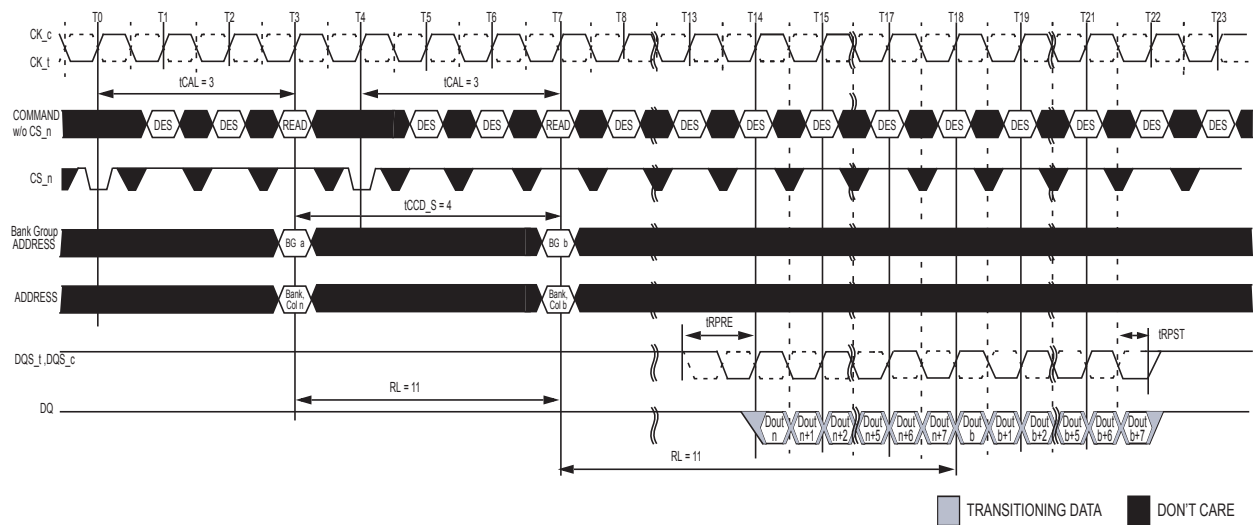 T0 T1 T2 T3 T4 T5 T6 T7 T8 T13 T14 T15 T17 T18 T19 T21 T22 T23
CK_c
CK_t
tCAL = 3 tCAL = 3
COMMAND
w/o CS_n
DES DES READ DES DES READ DES DES DES DES DES DES DES DES DES DES
CS_n
tCCD_S = 4
Bank Group
ADDRESS
BG a BG b
ADDRESS
Bank, Bank,
Col n Col b
tRPRE tRPST
DQS_t ,DQS_c
RL = 11
DQ
Dout Dout Dout Dout Dout Dout Dout Dout Dout Dout Dout Dout
n n+1 n+2 n+5 n+6 n+7 b b+1 b+2 b+5 b+6 b+7
RL = 11
TRANSITIONING DATA DON'T CARE